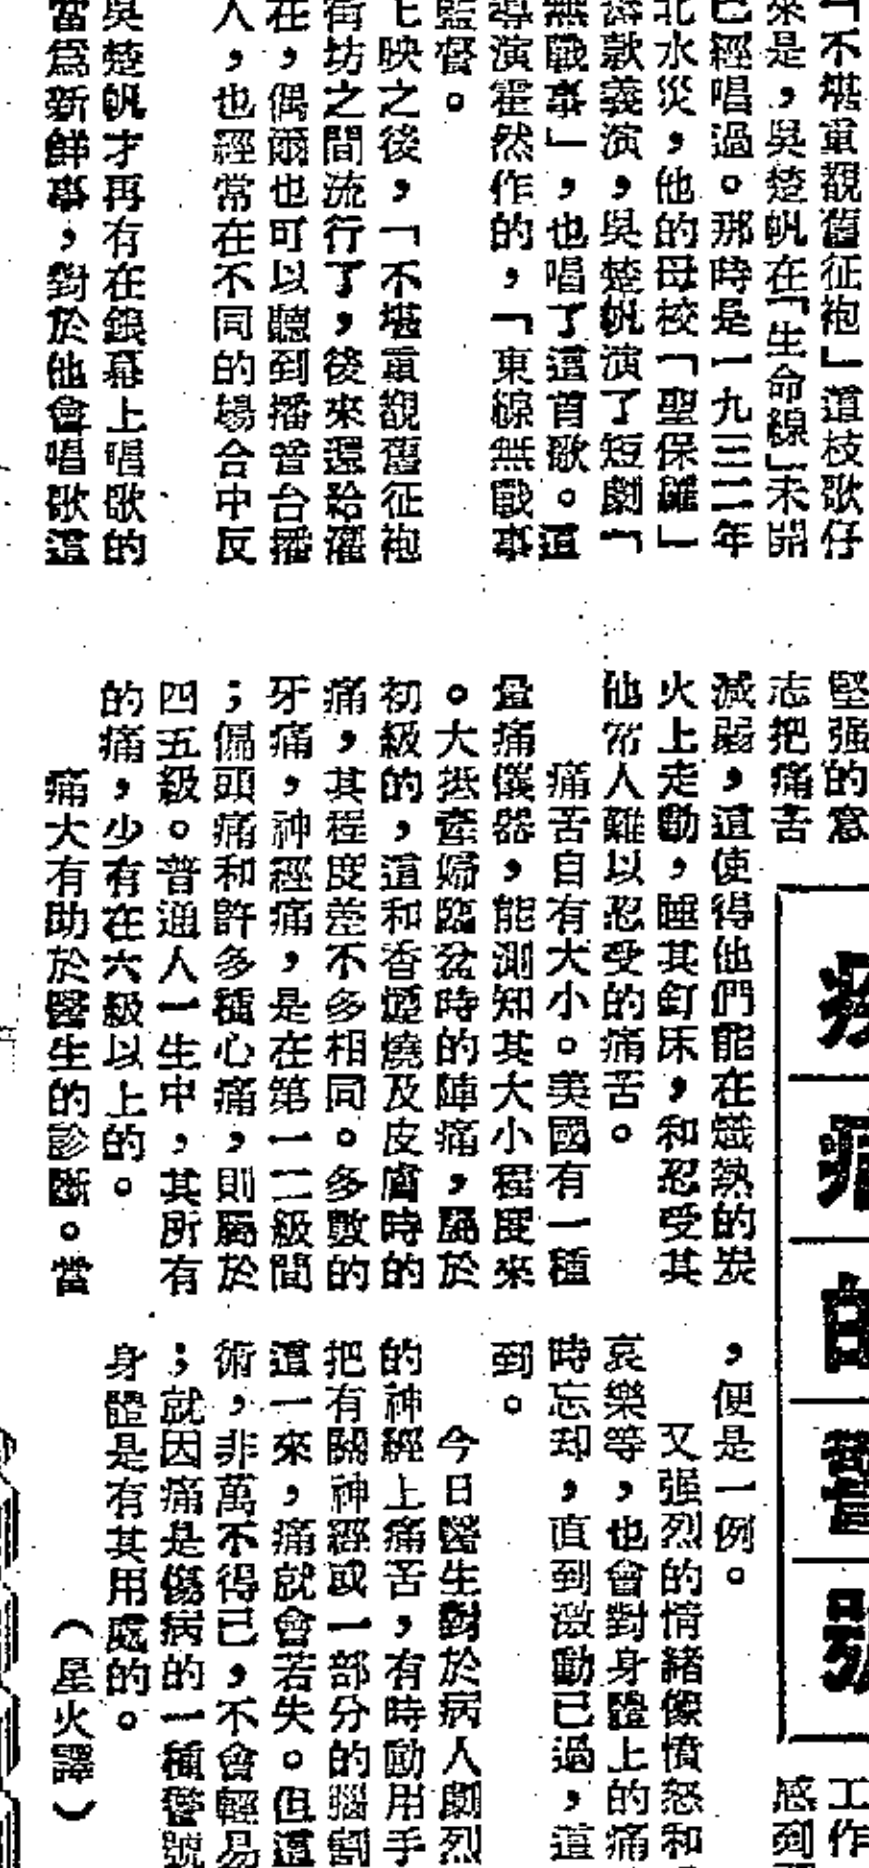 「不堪重觀舊征袍」這枝歌仔
來是，吳楚帆在「生命線」未開
已經唱過。那時是一九三二年
北水災，他的母校「聖保羅」
籌款義演，吳楚帆演了短劇「
無戰事」，也唱了這首歌。這
導演霍然作的，「東線無戰事
監督。
上映之後，「不堪重觀舊征袍
街坊之間流行了，後來還給灌
在，偶爾也可以聽到播音台播
人，也經常在不同的場合中反
吳楚帆才再有在銀幕上唱歌的
當爲新鮮事，對於他會唱歌這
堅强的意
志把痛苦
減弱，這使得他們能在熾熱的炭
火上走動，睡其釘床，和忍受其
他常人難以忍受的痛苦。
痛苦自有大小。美國有一種
量痛儀器，能測知其大小程度來
。大抵產婦臨盆時的陣痛，屬於
初級的，這和香煙燒及皮膚時的
痛，其程度差不多相同。多數的
牙痛，神經痛，是在第一二級間
；偏頭痛和許多種心痛，則屬於
四五級。普通人一生中，其所有
的痛，少有在六級以上的。
痛大有助於醫生的診斷。當
的
號
工作
感到
，便是一例。
又强烈的情緒像憤怒和
哀樂等，也會對身體上的痛
時忘却，直到激動已過，這
到。
今日醫生對於病人劇烈
的神經上痛苦，有時動用手
把有關神經或一部分的腦割
這一來，痛就會若失。但這
術，非萬不得已，不會輕易
；就因痛是傷病的一種警號
身體是有其用處的。
（星火譯）